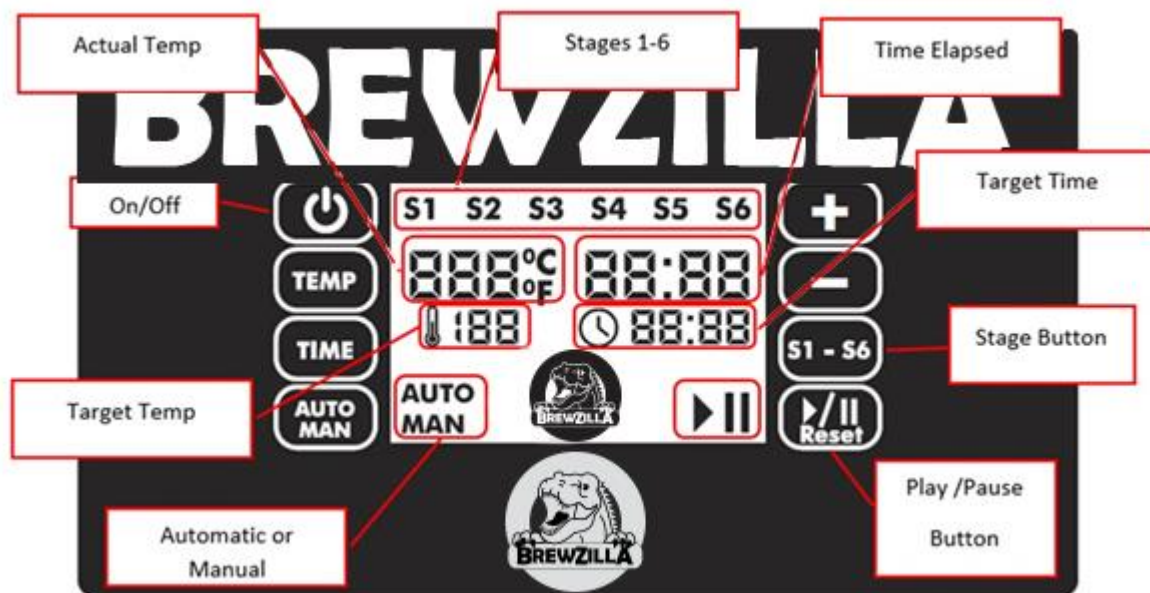 Actual Temp
Stages 1-6
Time Elapsed
BREWZILLA
Target Time
On/Off
S1 S2 S3 S4 S5 S6
+
888°C
°F
88:88
TEMP
−
188
88:88
TIME
S1 - S6
Stage Button
Target Temp
AUTO
MAN
AUTO
MAN
BREWZILLA
/II
Reset
Play /Pause
Button
Automatic or
Manual
BREWZILLA